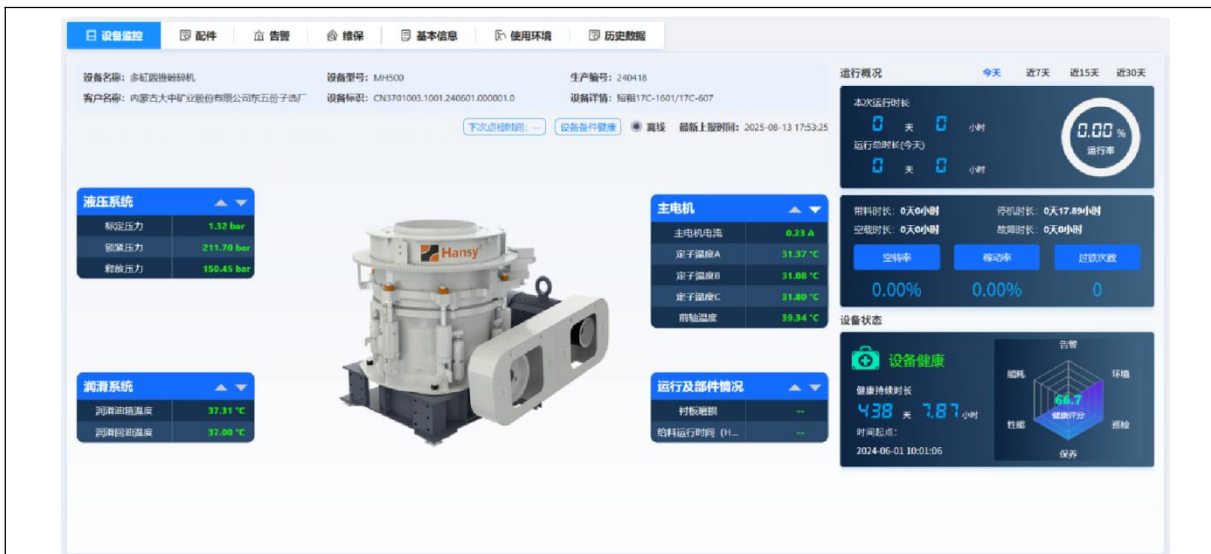 设备监控 配件 告警 维保 基本信息 使用环境 历史数据
设备名称：多缸圆锥破碎机 设备型号：MH500 生产编号：240418
客户名称：内蒙古大中矿业股份有限公司东五份子选厂 设备标识：CN3701003.1001.240601.000001.0 设备详情：短粗17C-1601/17C-607
下次点检时间：-- 设备备件健康 离线 最新上报时间：2025-08-13 17:53:25
液压系统
标定压力 1.32 bar
锁紧压力 211.70 bar
释放压力 150.45 bar
润滑系统
润滑油箱温度 37.31 °C
润滑回油温度 37.00 °C
Hansy
主电机
主电机电流 0.23 A
定子温度A 31.37 °C
定子温度B 31.08 °C
定子温度C 31.80 °C
前轴温度 39.34 °C
运行及部件情况
衬板磨损 --
给料运行时间（H... --
运行概况 今天 近7天 近15天 近30天
本次运行时长
0 天 0 小时
运行总时长(今天)
0 天 0 小时
0.00 %
运行率
带料时长：0天0小时 停机时长：0天17.89小时
空载时长：0天0小时 故障时长：0天0小时
空转率 稼动率 过铁次数
0.00% 0.00% 0
设备状态
设备健康
健康持续时长
438 天 7.87 小时
时间起点：
2024-06-01 10:01:06
告警
能耗 环境
66.7
健康评分
性能 巡检
保养